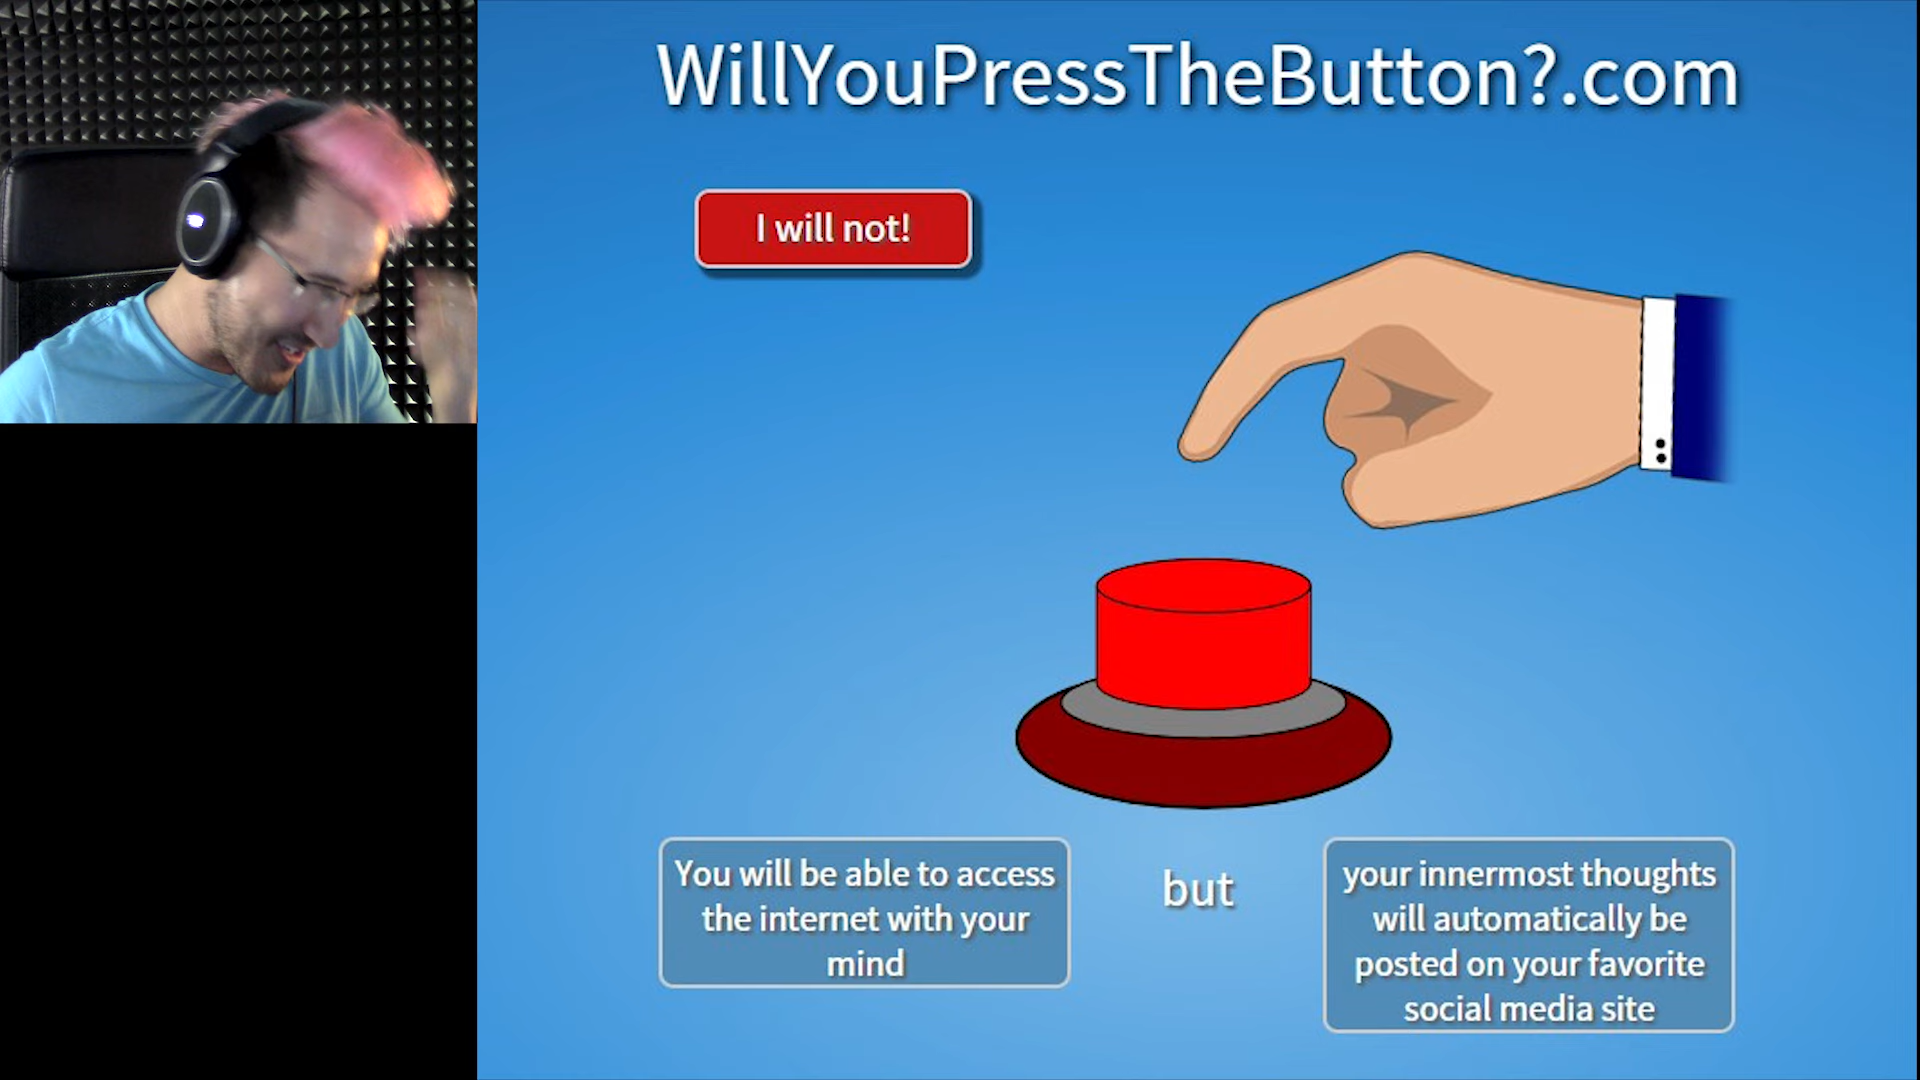 WillYouPressTheButton?.com
I will not!
You will be able to access
the internet with your
mind
but
your innermost thoughts
will automatically be
posted on your favorite
social media site